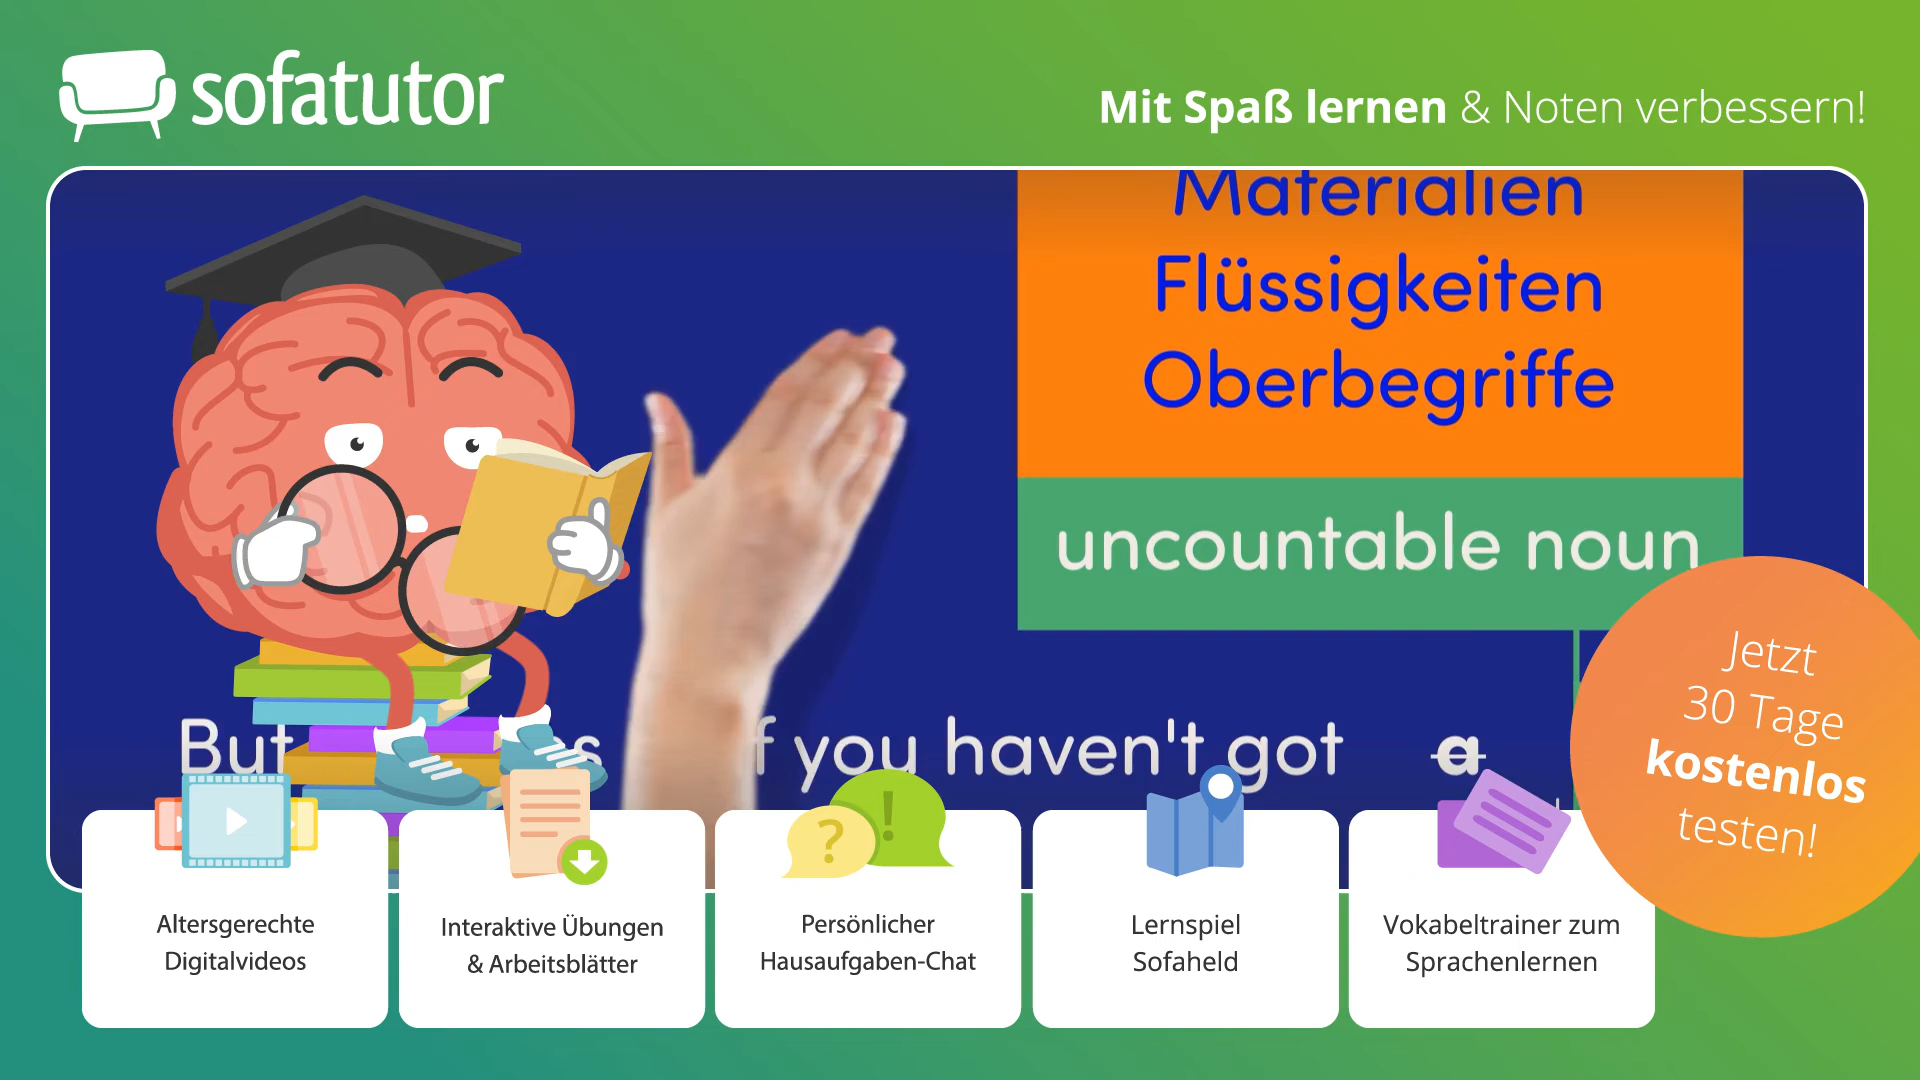 sofatutor
Mit Spaß lernen & Noten verbessern!
Materialien
Flüssigkeiten
Oberbegriffe
uncountable noun
But
you haven't got a
Jetzt
30 Tage
kostenlos
testen!
?
!
Altersgerechte
Digitalvideos
Interaktive Übungen
& Arbeitsblätter
Persönlicher
Hausaufgaben-Chat
Lernspiel
Sofaheld
Vokabeltrainer zum
Sprachenlernen